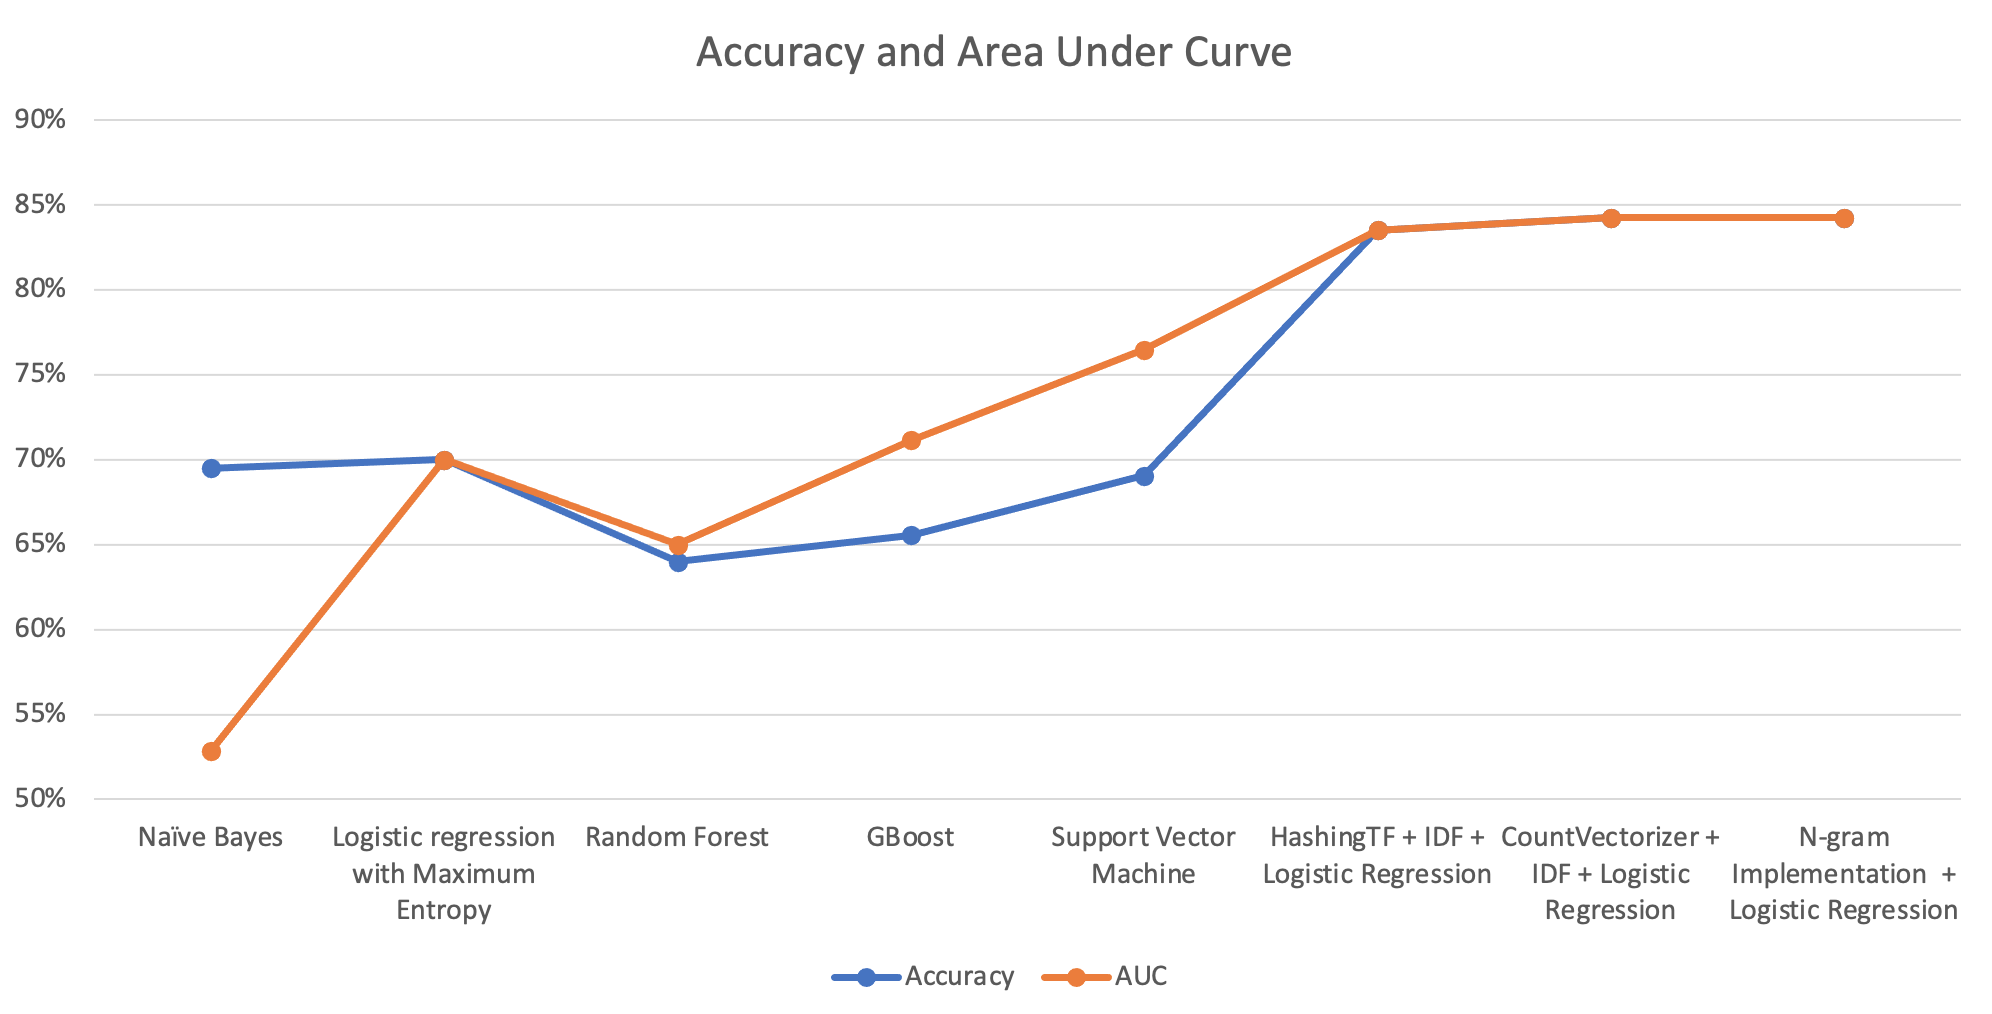 Accuracy and Area Under Curve
90%
85%
80%
75%
70%
65%
60%
55%
50%
Naïve Bayes
Logistic regression
with Maximum
Entropy
Random Forest
GBoost
Support Vector
Machine
HashingTF + IDF +
Logistic Regression
CountVectorizer +
IDF + Logistic
Regression
N-gram
Implementation +
Logistic Regression
Accuracy
AUC